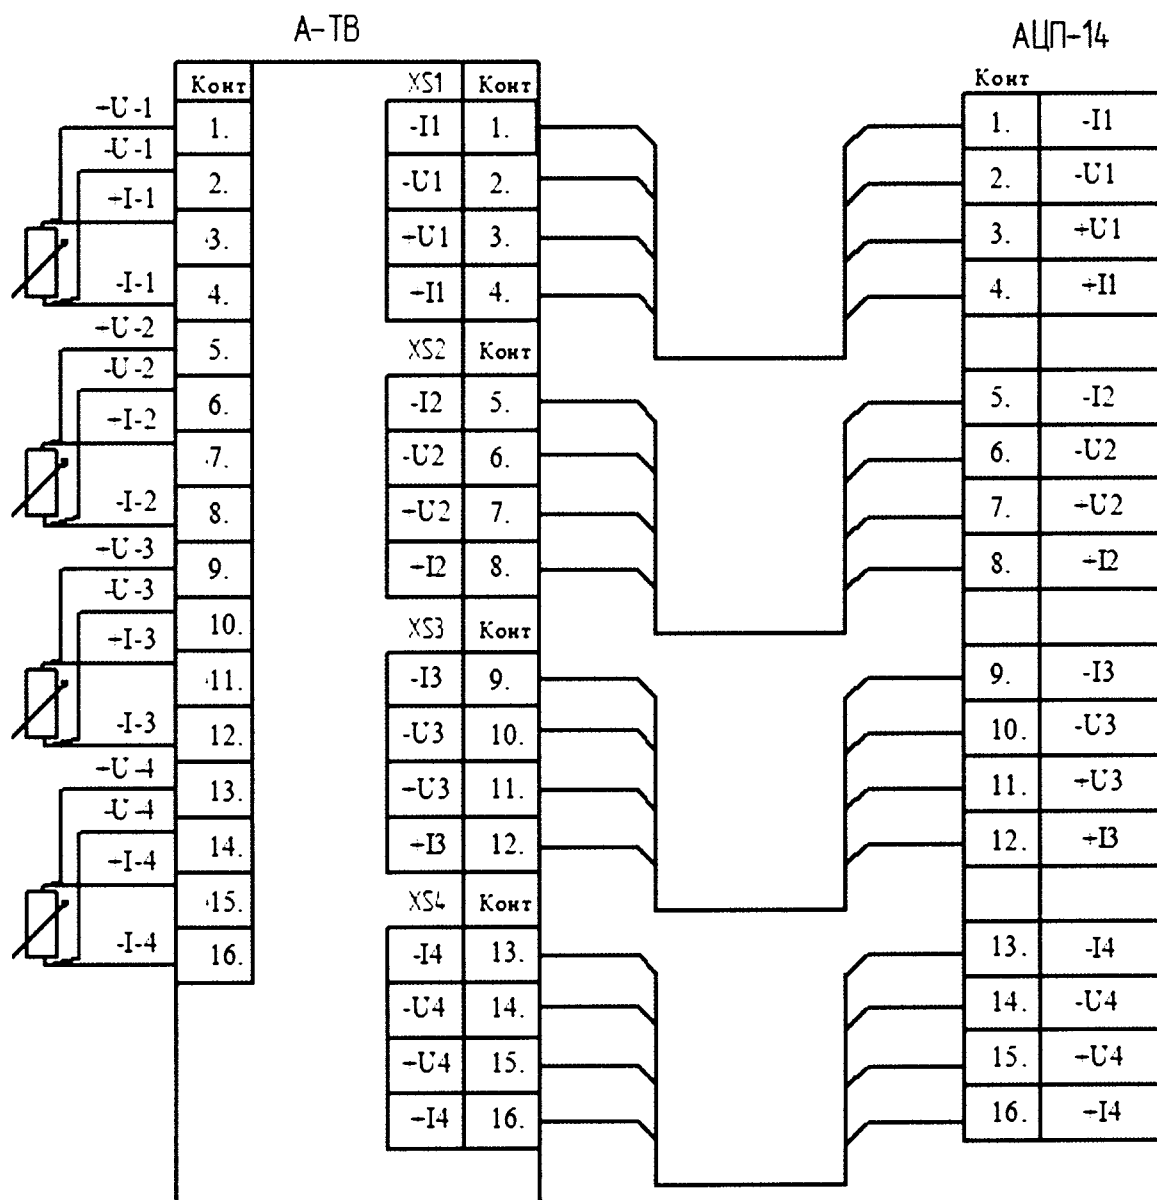 А-ТВ
АЦП-14
Конт
+U-1
1.
-U-1
2.
+I-1
3.
-I-1
4.
+U-2
5.
-U-2
6.
+I-2
7.
-I-2
8.
+U-3
9.
-U-3
10.
+I-3
11.
-I-3
12.
+U-4
13.
-U-4
14.
+I-4
15.
-I-4
16.
XS1 Конт
-I1 1.
-U1 2.
+U1 3.
+I1 4.
XS2 Конт
-I2 5.
-U2 6.
+U2 7.
+I2 8.
XS3 Конт
-I3 9.
-U3 10.
+U3 11.
+I3 12.
XS4 Конт
-I4 13.
-U4 14.
+U4 15.
+I4 16.
Конт
1. -I1
2. -U1
3. +U1
4. +I1
5. -I2
6. -U2
7. +U2
8. +I2
9. -I3
10. -U3
11. +U3
12. +I3
13. -I4
14. -U4
15. +U4
16. +I4